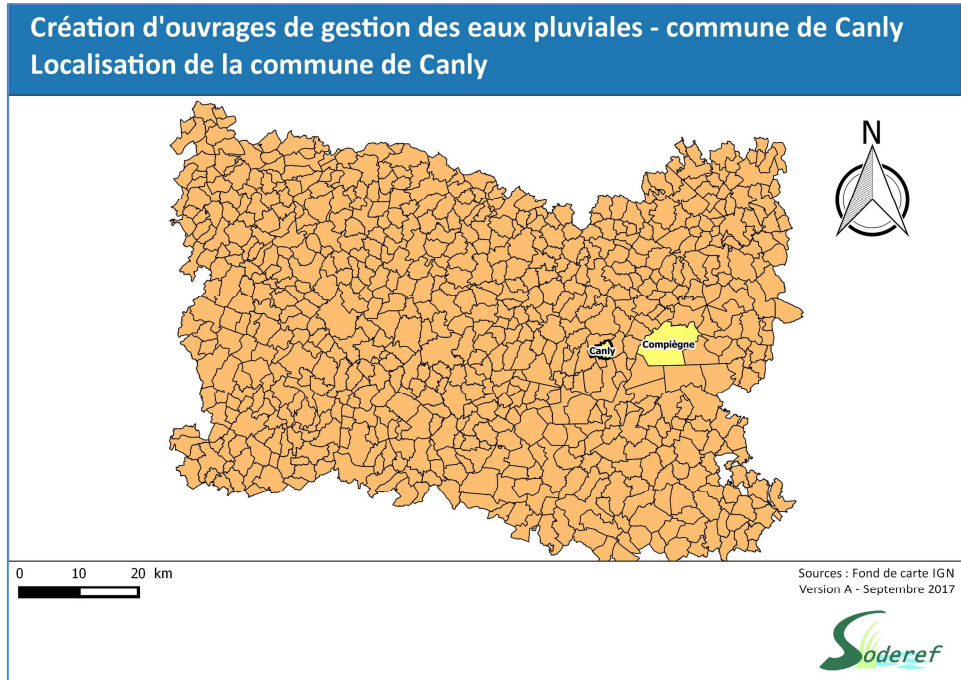 Création d'ouvrages de gestion des eaux pluviales - commune de Canly
Localisation de la commune de Canly
N
Compiègne
Canly
0 10 20 km
Sources : Fond de carte IGN
Version A - Septembre 2017
Soderef